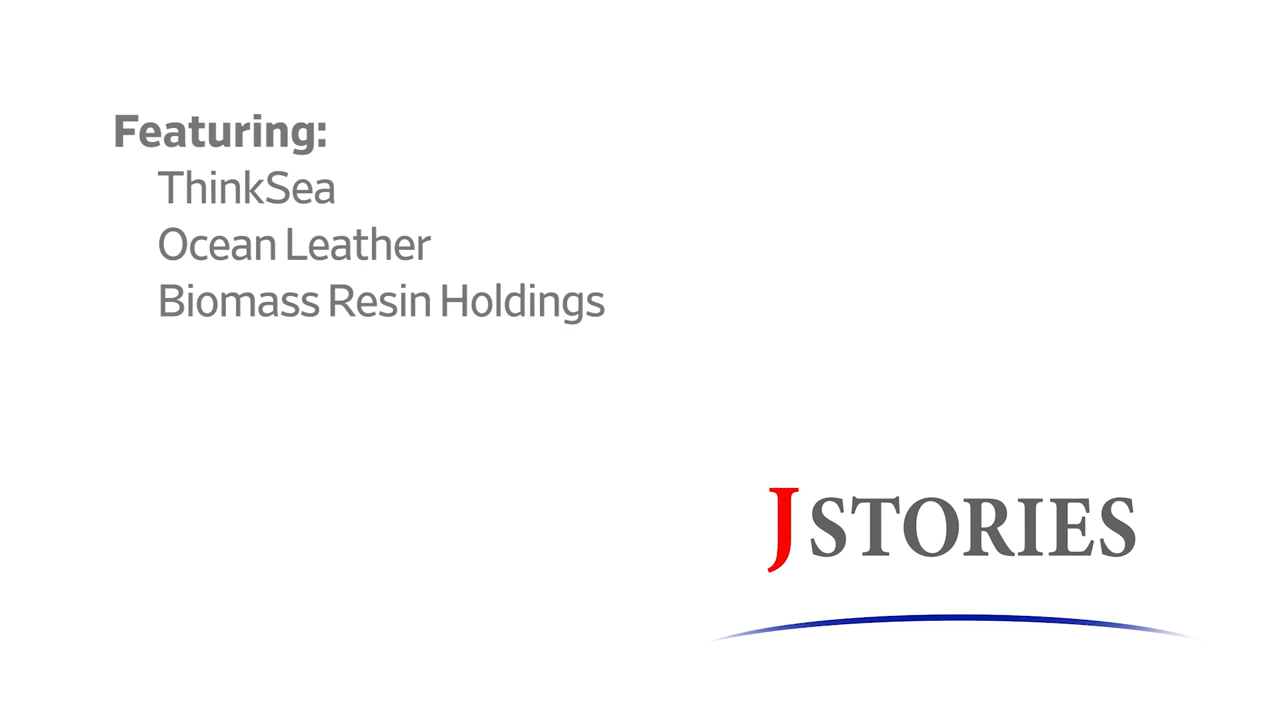 Featuring:
ThinkSea
Ocean Leather
Biomass Resin Holdings
J STORIES